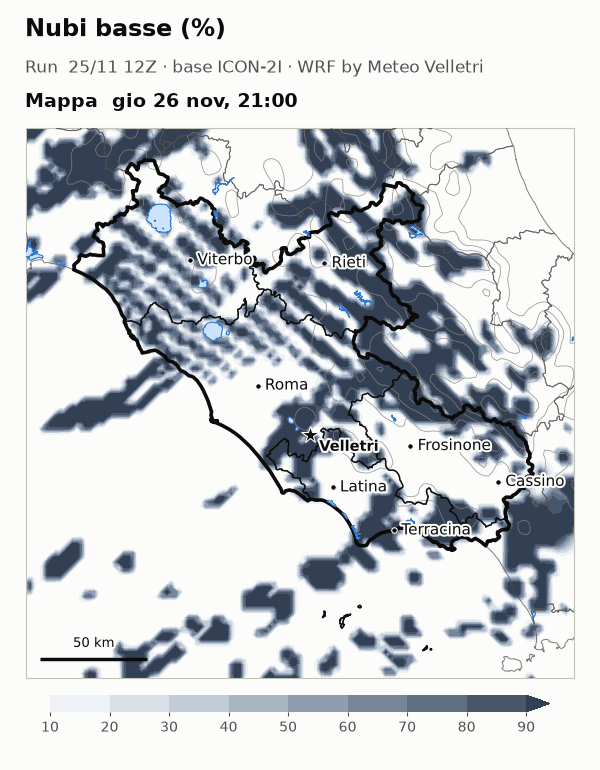 Nubi basse (%)
Run  25/11 12Z · base ICON-2I · WRF by Meteo Velletri
Mappa  gio 26 nov, 21:00
Viterbo
Rieti
Roma
Velletri
Frosinone
Cassino
Latina
Terracina
50 km
10 20 30 40 50 60 70 80 90